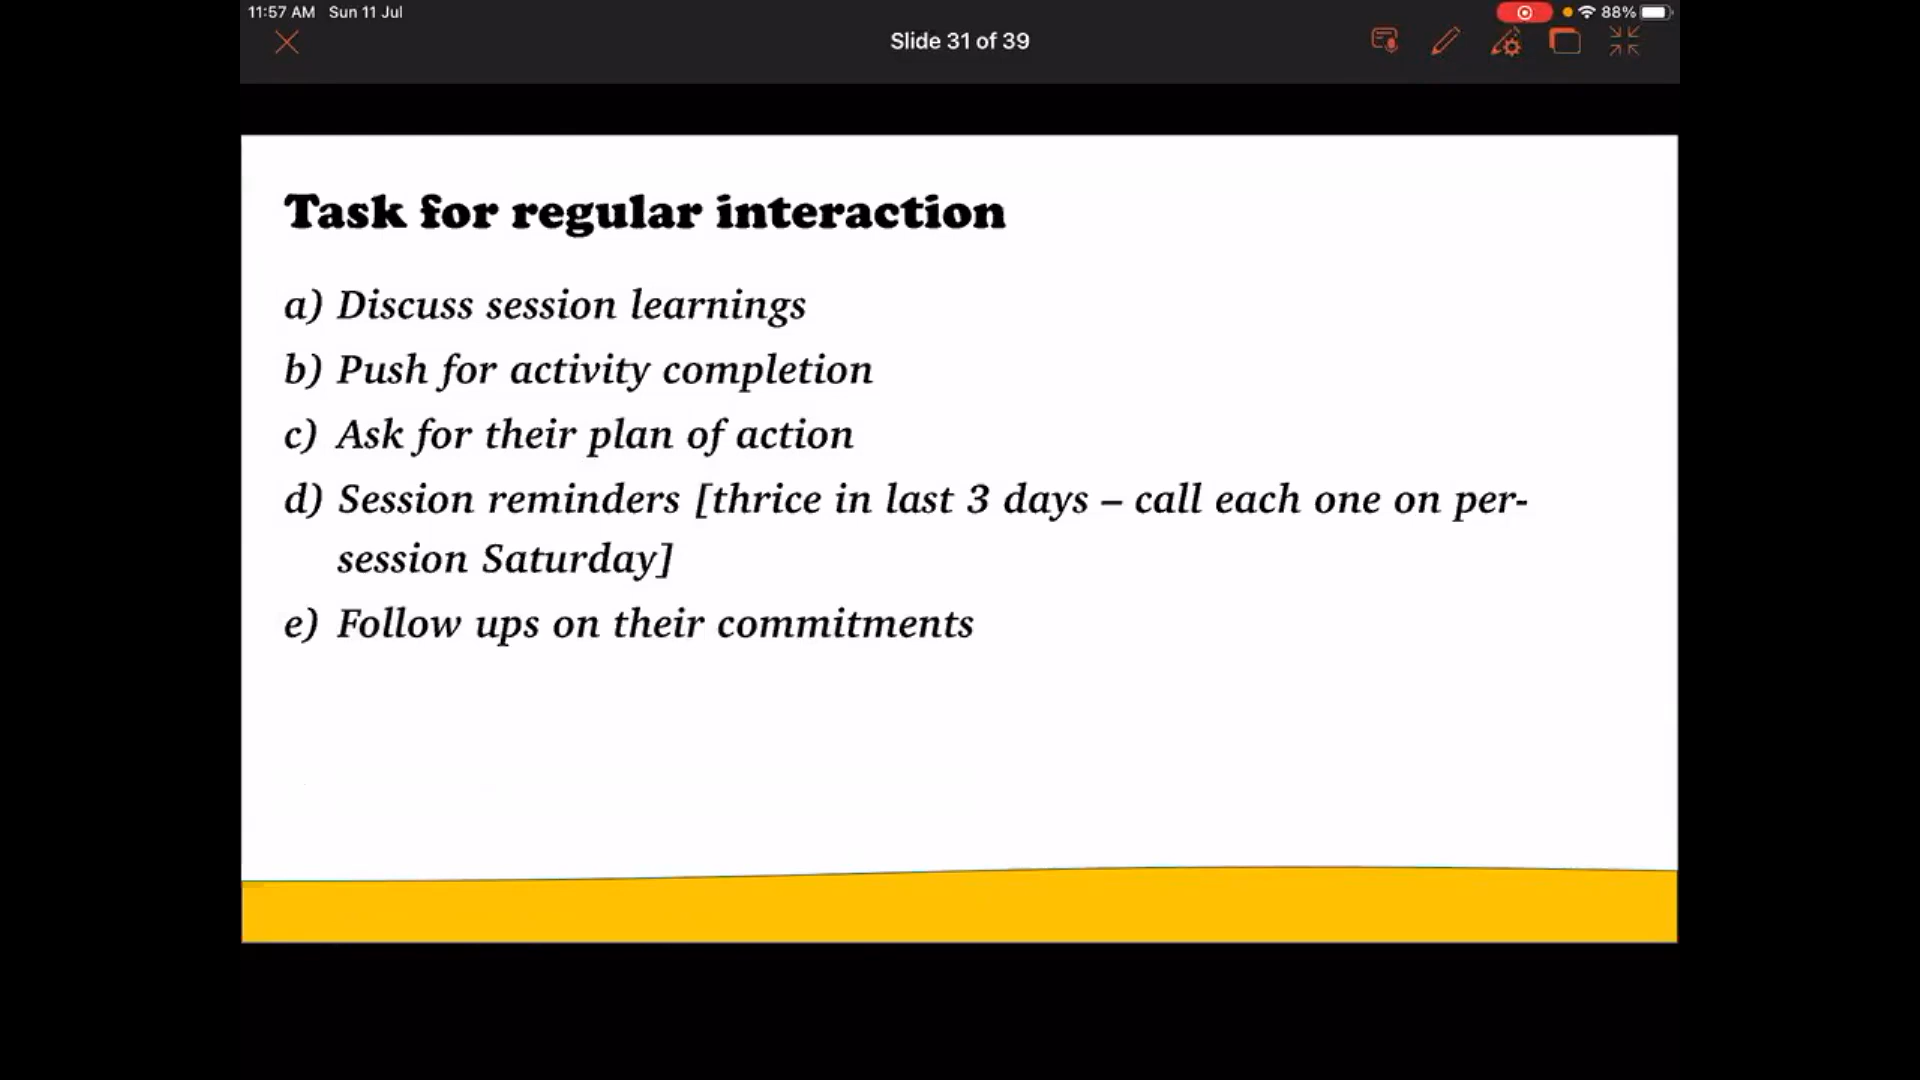 11:57 AM Sun 11 Jul
88%
Slide 31 of 39
Task for regular interaction
a) Discuss session learnings
b) Push for activity completion
c) Ask for their plan of action
d) Session reminders [thrice in last 3 days – call each one on per-
session Saturday]
e) Follow ups on their commitments